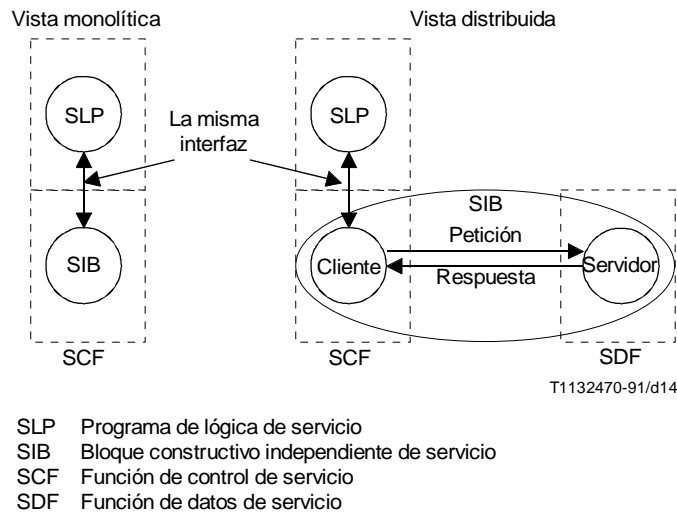 Vista monolítica
Vista distribuida
SLP
SLP
La misma
interfaz
SIB
SIB
Petición
Cliente
Servidor
Respuesta
SCF
SCF
SDF
T1132470-91/d14
SLP Programa de lógica de servicio
SIB Bloque constructivo independiente de servicio
SCF Función de control de servicio
SDF Función de datos de servicio